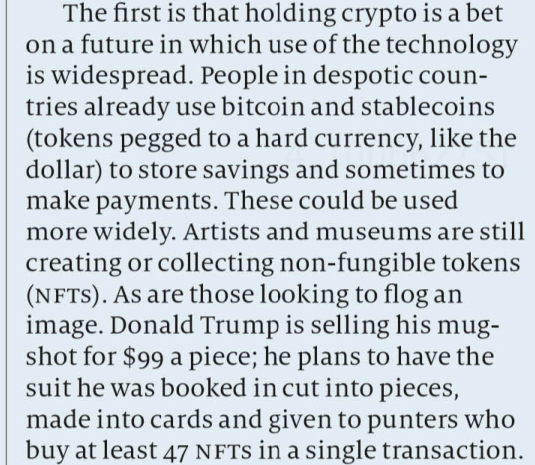 The first is that holding crypto is a bet
on a future in which use of the technology
is widespread. People in despotic coun-
tries already use bitcoin and stablecoins
(tokens pegged to a hard currency, like the
dollar) to store savings and sometimes to
make payments. These could be used
more widely. Artists and museums are still
creating or collecting non-fungible tokens
(NFTs). As are those looking to flog an
image. Donald Trump is selling his mug-
shot for $99 a piece; he plans to have the
suit he was booked in cut into pieces,
made into cards and given to punters who
buy at least 47 NFTs in a single transaction.